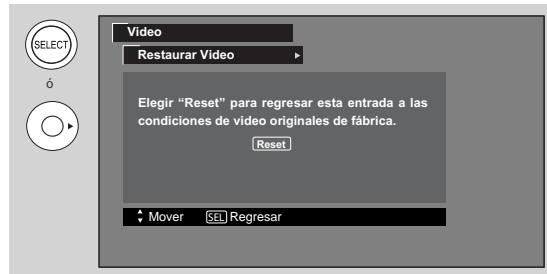 SELECT
ó
Video
Restaurar Video
Elegir “Reset” para regresar esta entrada a las
condiciones de video originales de fábrica.
Reset
Mover SEL Regresar